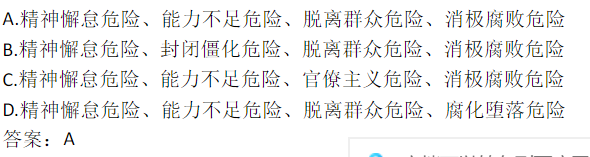 A.精神懈怠危险、能力不足危险、脱离群众危险、消极腐败危险
B.精神懈怠危险、封闭僵化危险、脱离群众危险、消极腐败危险
C.精神懈怠危险、能力不足危险、官僚主义危险、消极腐败危险
D.精神懈怠危险、能力不足危险、脱离群众危险、腐化堕落危险
答案：A